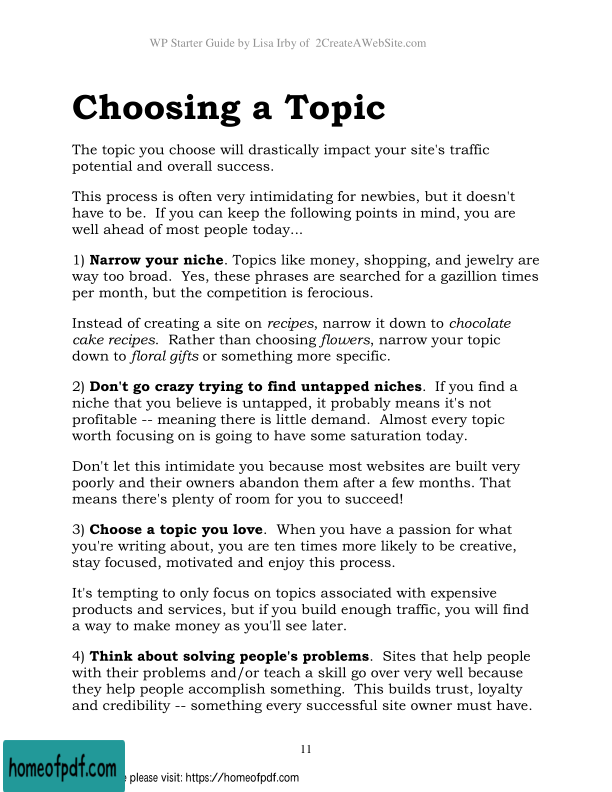 WP Starter Guide by Lisa Irby of  2CreateAWebSite.com
Choosing a Topic
The topic you choose will drastically impact your site's traffic
potential and overall success.
This process is often very intimidating for newbies, but it doesn't
have to be.  If you can keep the following points in mind, you are
well ahead of most people today...
1) Narrow your niche. Topics like money, shopping, and jewelry are
way too broad.  Yes, these phrases are searched for a gazillion times
per month, but the competition is ferocious.
Instead of creating a site on recipes, narrow it down to chocolate
cake recipes.  Rather than choosing flowers, narrow your topic
down to floral gifts or something more specific.
2) Don't go crazy trying to find untapped niches.  If you find a
niche that you believe is untapped, it probably means it's not
profitable -- meaning there is little demand.  Almost every topic
worth focusing on is going to have some saturation today.
Don't let this intimidate you because most websites are built very
poorly and their owners abandon them after a few months. That
means there's plenty of room for you to succeed!
3) Choose a topic you love.  When you have a passion for what
you're writing about, you are ten times more likely to be creative,
stay focused, motivated and enjoy this process.
It's tempting to only focus on topics associated with expensive
products and services, but if you build enough traffic, you will find
a way to make money as you'll see later.
4) Think about solving people's problems.  Sites that help people
with their problems and/or teach a skill go over very well because
they help people accomplish something.  This builds trust, loyalty
and credibility -- something every successful site owner must have.
11
homeofpdf.com
please visit: https://homeofpdf.com